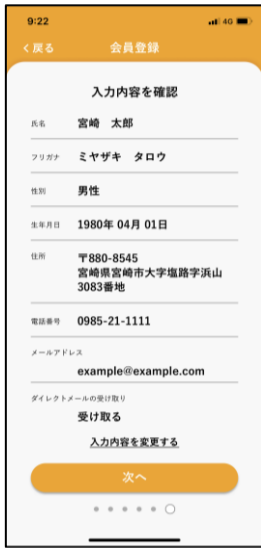 9:22
4G
< 戻る
会員登録
入力内容を確認
氏名 宮崎　太郎
フリガナ ミヤザキ　タロウ
性別 男性
生年月日 1980年 04月 01日
住所 〒880-8545
宮崎県宮崎市大字塩路字浜山
3083番地
電話番号 0985-21-1111
メールアドレス
example@example.com
ダイレクトメールの受け取り
受け取る
入力内容を変更する
次へ